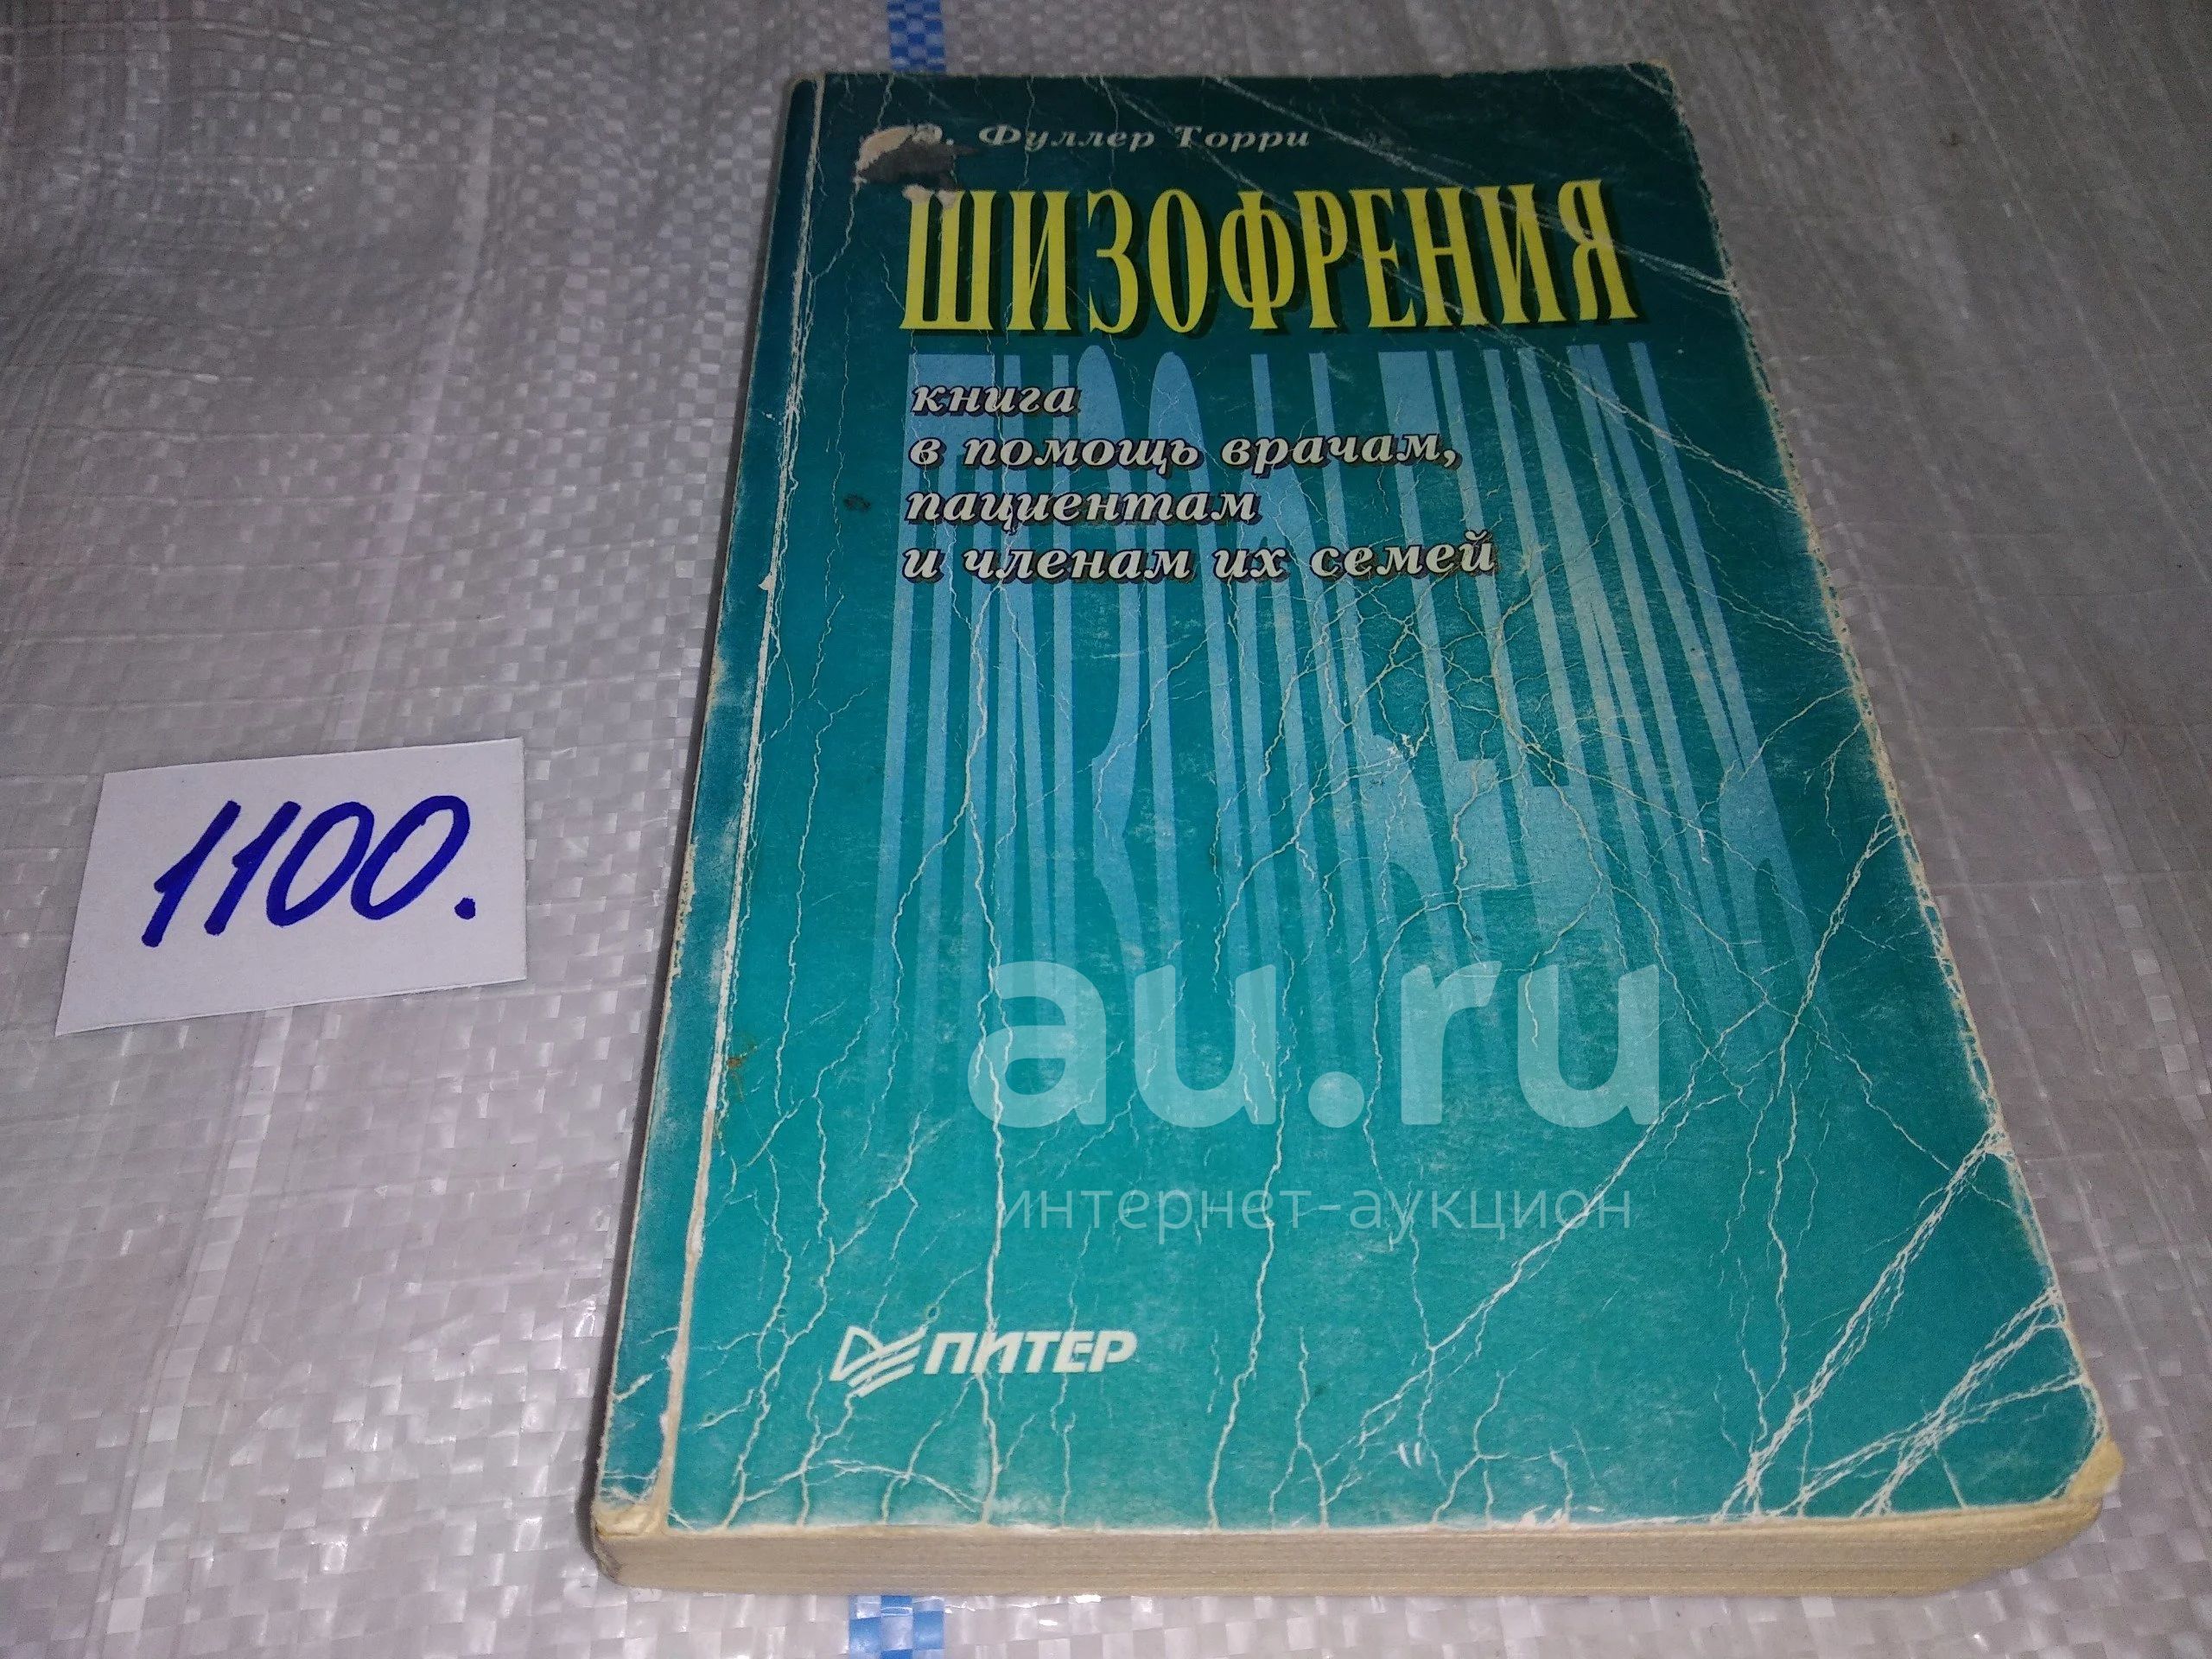 Э. Фуллер Торри
ШИЗОФРЕНИЯ
книга
в помощь врачам,
пациентам
и членам их семей
1100.
au.ru
интернет-аукцион
ПИТЕР